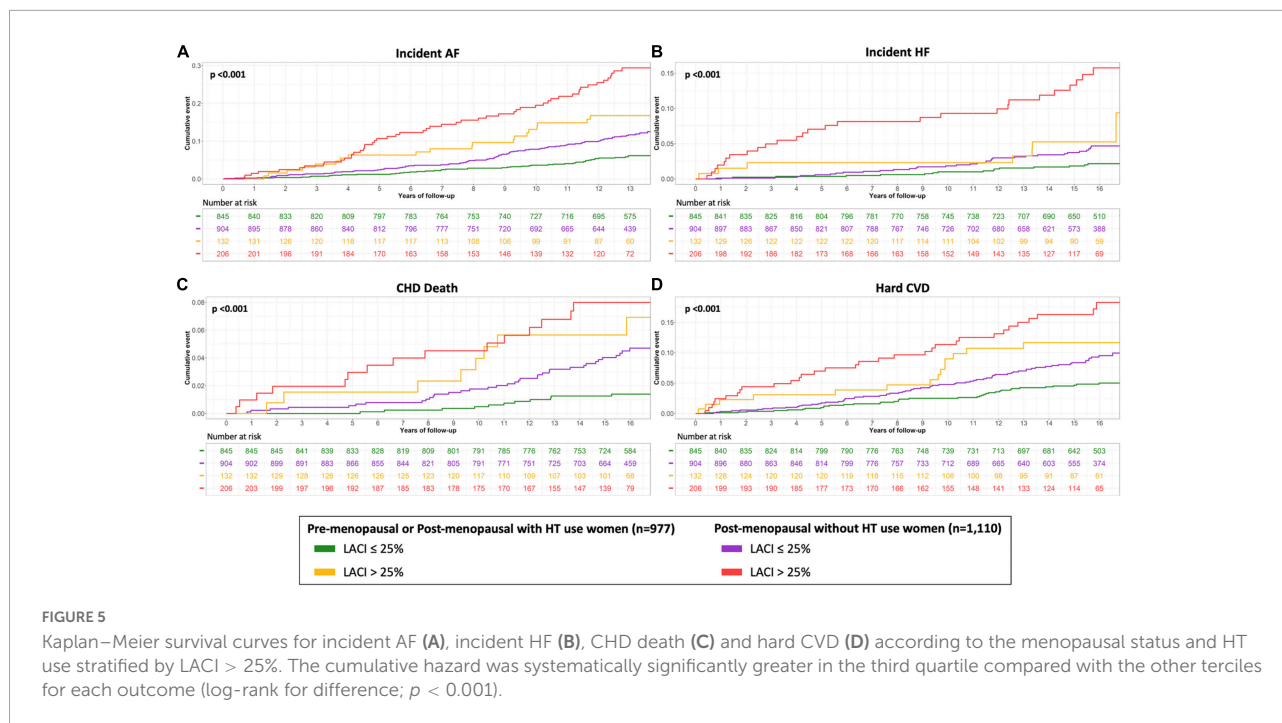 A
Incident AF
p <0.001
Cumulative event
0.3
0.2
0.1
0.0
0 1 2 3 4 5 6 7 8 9 10 11 12 13
Years of follow-up
Number at risk
845 840 833 820 809 797 783 764 753 740 727 716 695 575
904 895 878 860 840 812 796 777 751 720 692 665 644 439
132 131 126 120 118 117 117 113 108 106 99 91 87 60
206 201 196 191 184 170 163 158 153 146 139 132 120 72
B
Incident HF
p <0.001
Cumulative event
0.15
0.10
0.05
0.00
0 1 2 3 4 5 6 7 8 9 10 11 12 13 14 15 16
Years of follow-up
Number at risk
845 841 835 825 816 804 796 781 770 758 745 738 723 707 690 650 510
904 897 883 867 850 821 807 788 767 746 726 702 680 658 621 573 388
132 129 126 122 122 122 122 120 117 114 111 104 102 99 94 90 59
206 198 192 186 182 173 168 166 163 158 152 149 143 135 127 117 69
C
CHD Death
p <0.001
Cumulative event
0.08
0.06
0.04
0.02
0.00
0 1 2 3 4 5 6 7 8 9 10 11 12 13 14 15 16
Years of follow-up
Number at risk
845 845 845 841 839 833 828 819 809 801 791 785 776 762 753 724 584
904 902 899 891 883 866 855 844 821 805 791 771 751 725 703 664 459
132 132 129 128 126 126 126 125 123 120 117 110 109 107 103 101 68
206 203 199 197 196 192 187 185 183 178 175 170 167 155 147 139 79
D
Hard CVD
p <0.001
Cumulative event
0.15
0.10
0.05
0.00
0 1 2 3 4 5 6 7 8 9 10 11 12 13 14 15 16
Years of follow-up
Number at risk
845 840 835 824 814 799 790 776 763 748 739 731 713 697 681 642 503
904 896 880 863 846 814 799 776 757 733 712 689 665 640 603 555 374
132 128 124 120 120 120 119 116 115 112 106 100 98 95 91 87 61
206 199 193 190 185 177 173 170 166 162 155 148 141 133 124 114 65
Pre-menopausal or Post-menopausal with HT use women (n=977)
LACI ≤ 25%
LACI > 25%
Post-menopausal without HT use women (n=1,110)
LACI ≤ 25%
LACI > 25%
FIGURE 5
Kaplan–Meier survival curves for incident AF (A), incident HF (B), CHD death (C) and hard CVD (D) according to the menopausal status and HT
use stratified by LACI > 25%. The cumulative hazard was systematically significantly greater in the third quartile compared with the other terciles
for each outcome (log-rank for difference; p < 0.001).